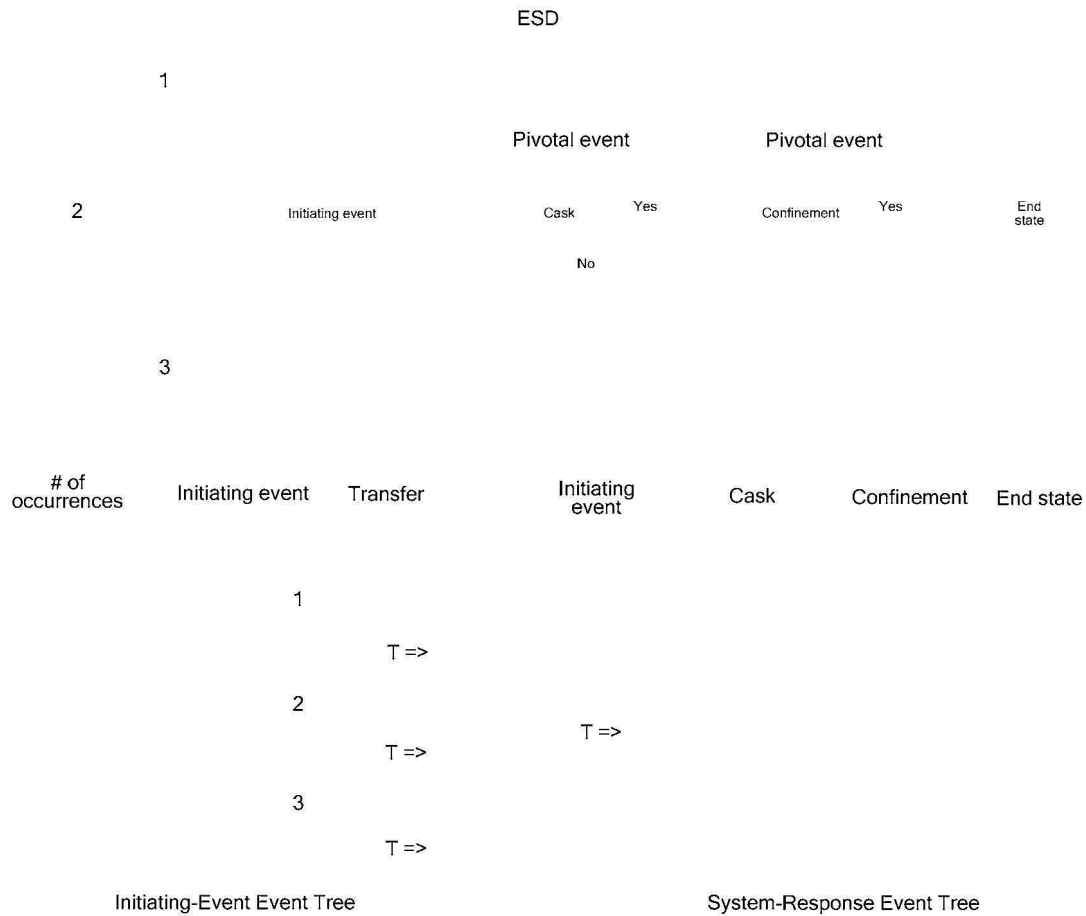 ESD
1
Pivotal event Pivotal event
2 Initiating event Cask Yes Confinement Yes End
state
No
3
# of
occurrences Initiating event Transfer Initiating
event Cask Confinement End state
1
T =>
2
T =>
T =>
3
T =>
Initiating-Event Event Tree System-Response Event Tree